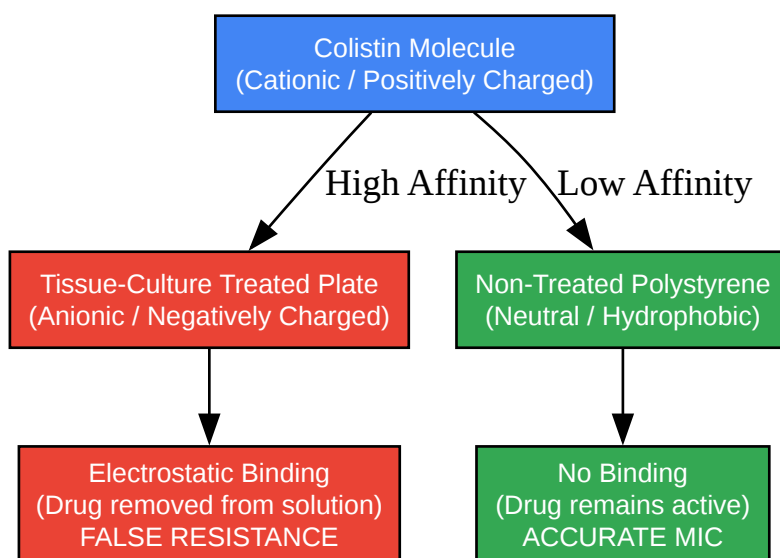 Colistin Molecule
(Cationic / Positively Charged)
High Affinity
Low Affinity
Tissue-Culture Treated Plate
(Anionic / Negatively Charged)
Non-Treated Polystyrene
(Neutral / Hydrophobic)
Electrostatic Binding
(Drug removed from solution)
FALSE RESISTANCE
No Binding
(Drug remains active)
ACCURATE MIC